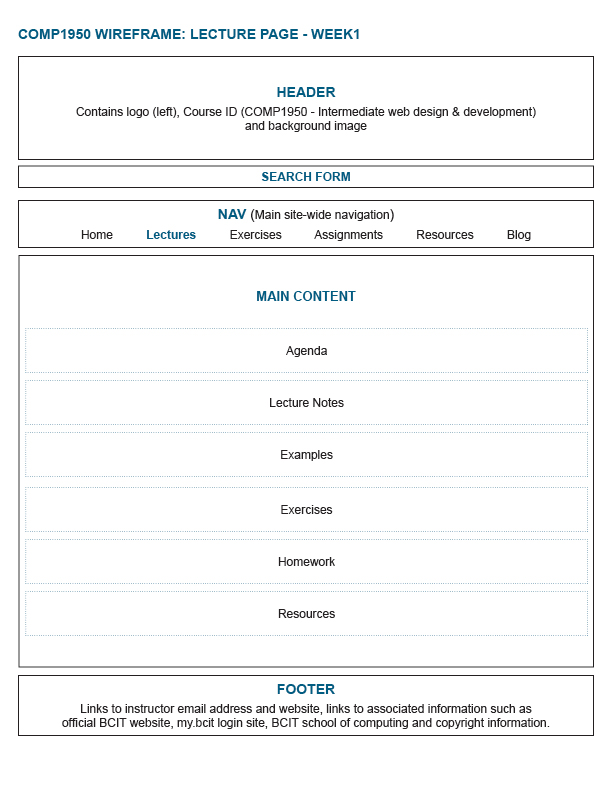 COMP1950 WIREFRAME: LECTURE PAGE - WEEK1
HEADER
Contains logo (left), Course ID (COMP1950 - Intermediate web design & development)
and background image
SEARCH FORM
NAV (Main site-wide navigation)
Home Lectures Exercises Assignments Resources Blog
MAIN CONTENT
Agenda
Lecture Notes
Examples
Exercises
Homework
Resources
FOOTER
Links to instructor email address and website, links to associated information such as
official BCIT website, my.bcit login site, BCIT school of computing and copyright information.